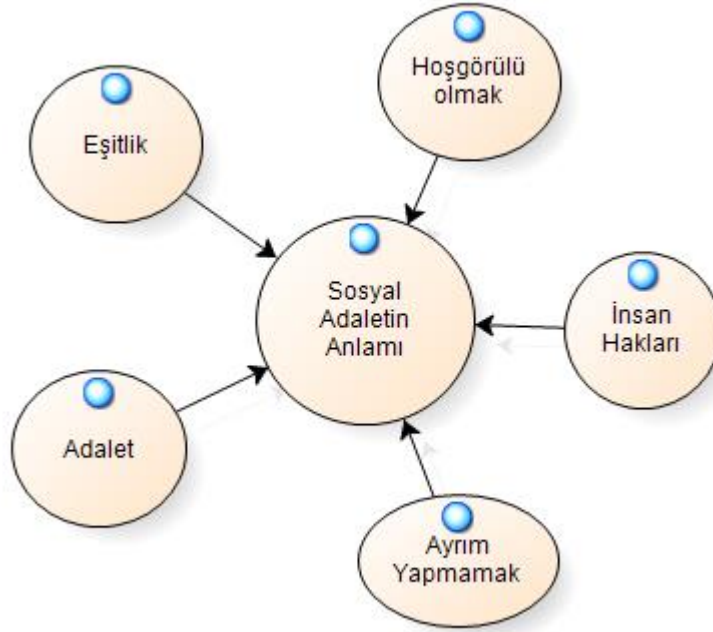 Hoşgörülü
olmak
Eşitlik
Sosyal
Adaletin
Anlamı
İnsan
Hakları
Adalet
Ayrım
Yapmamak